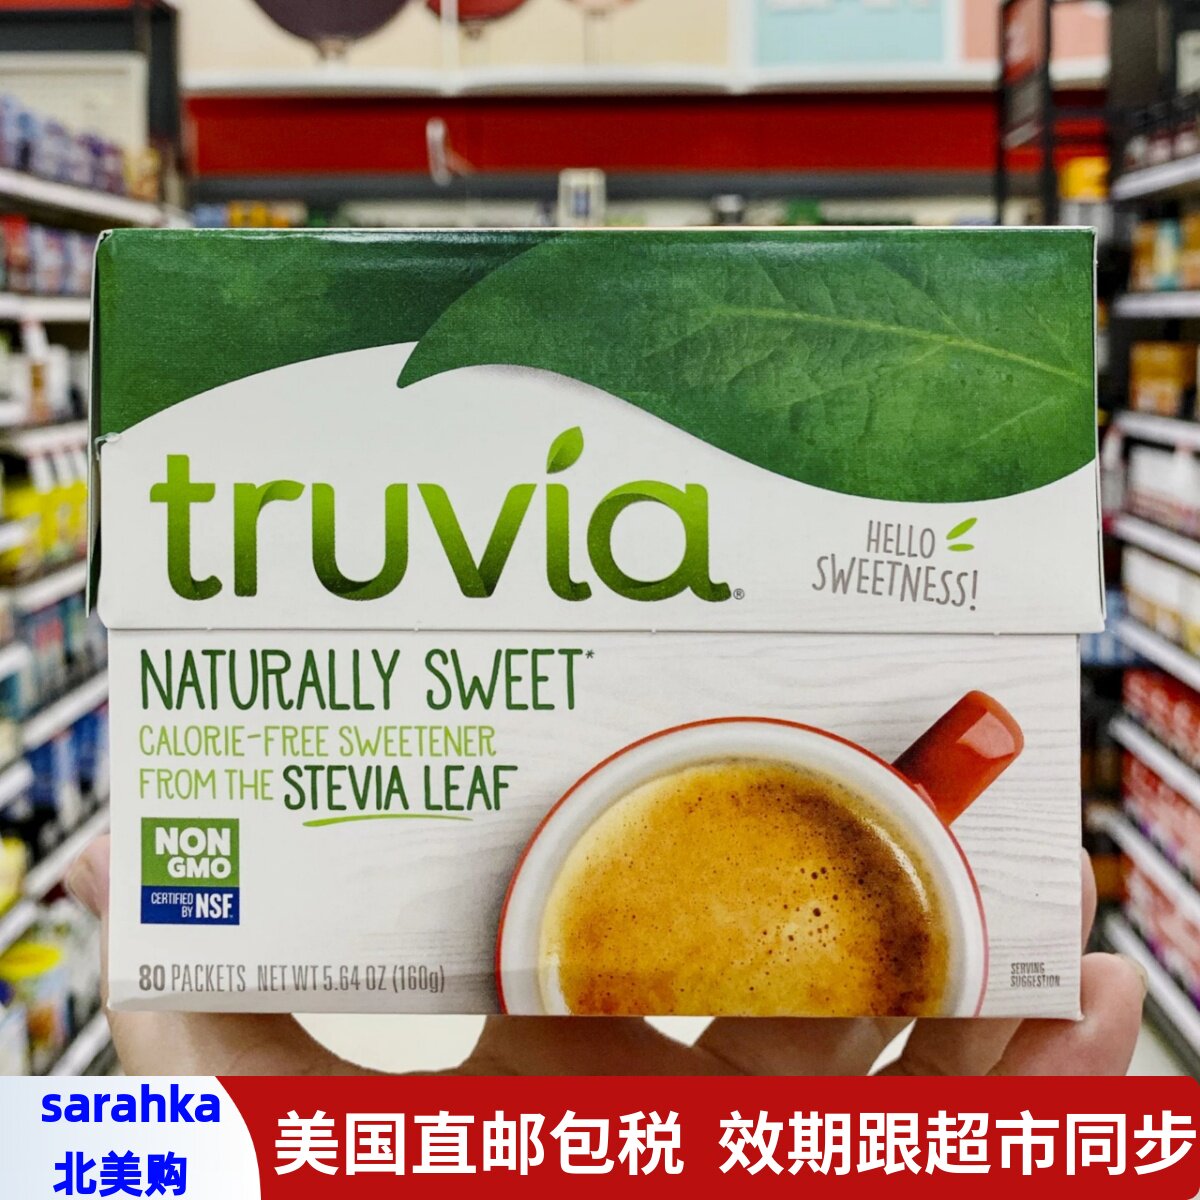 truvía®
HELLO
SWEETNESS!
NATURALLY SWEET*
CALORIE-FREE SWEETENER
FROM THE STEVIA LEAF
NON
GMO
CERTIFIED
BY NSF
80 PACKETS NET WT 5.64 OZ (160g)
SERVING
SUGGESTION
sarahka
北美购
美国直邮包税 效期跟超市同步